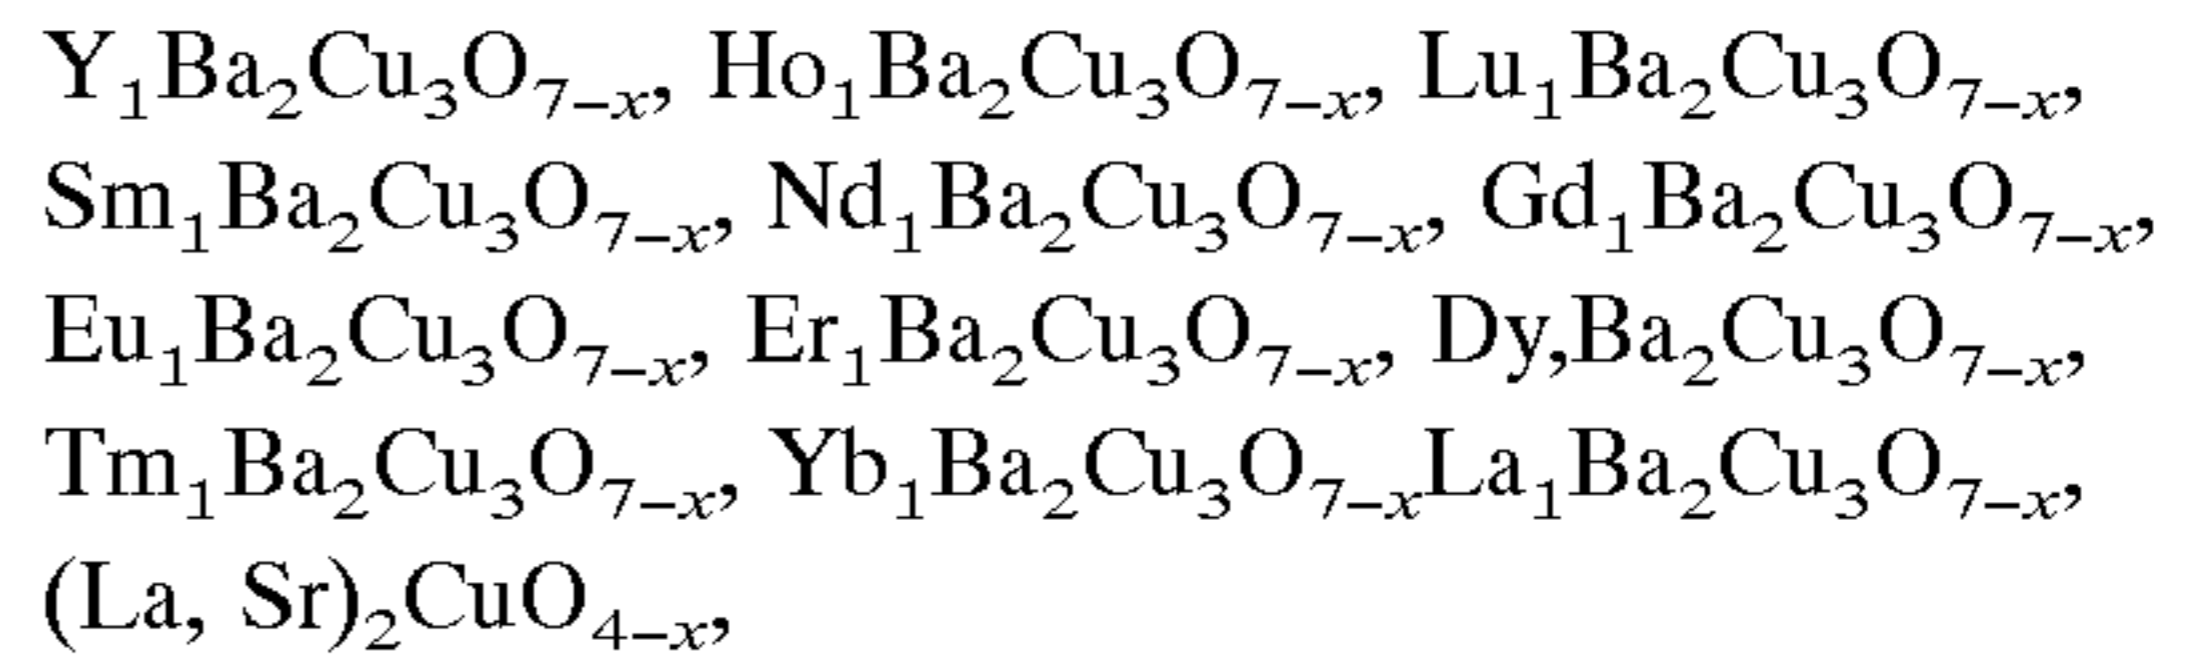 Y₁Ba₂Cu₃O₇₋ₓ, Ho₁Ba₂Cu₃O₇₋ₓ, Lu₁Ba₂Cu₃O₇₋ₓ,
Sm₁Ba₂Cu₃O₇₋ₓ, Nd₁Ba₂Cu₃O₇₋ₓ, Gd₁Ba₂Cu₃O₇₋ₓ,
Eu₁Ba₂Cu₃O₇₋ₓ, Er₁Ba₂Cu₃O₇₋ₓ, Dy,Ba₂Cu₃O₇₋ₓ,
Tm₁Ba₂Cu₃O₇₋ₓ, Yb₁Ba₂Cu₃O₇₋ₓLa₁Ba₂Cu₃O₇₋ₓ,
(La, Sr)₂CuO₄₋ₓ,